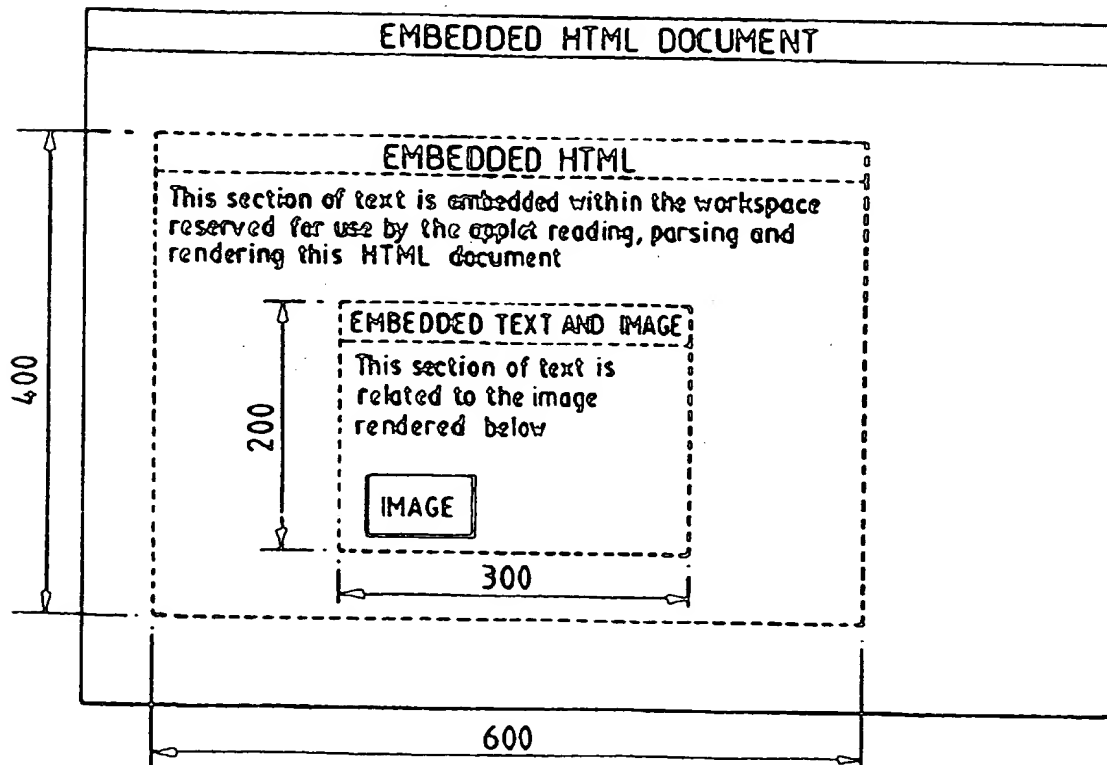 EMBEDDED HTML DOCUMENT
EMBEDDED HTML
This section of text is embedded within the workspace
reserved for use by the applet reading, parsing and
rendering this HTML document
EMBEDDED TEXT AND IMAGE
This section of text is
related to the image
rendered below
IMAGE
400
200
300
600